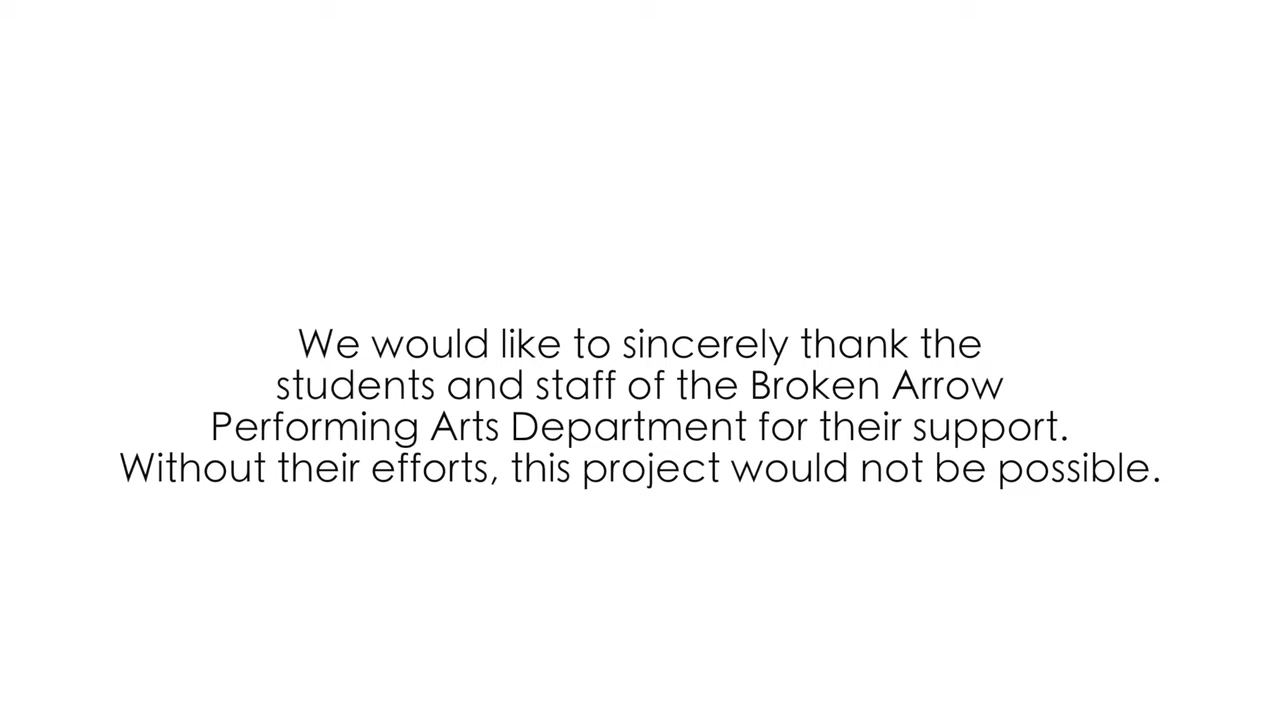 We would like to sincerely thank the
students and staff of the Broken Arrow
Performing Arts Department for their support.
Without their efforts, this project would not be possible.